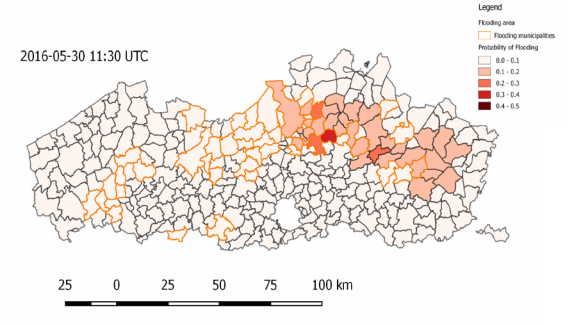 Legend
Flooding area
Flooding municipalities
Probability of Flooding
0.0 - 0.1
0.1 - 0.2
0.2 - 0.3
0.3 - 0.4
0.4 - 0.5
2016-05-30 11:30 UTC
25 0 25 50 75 100 km